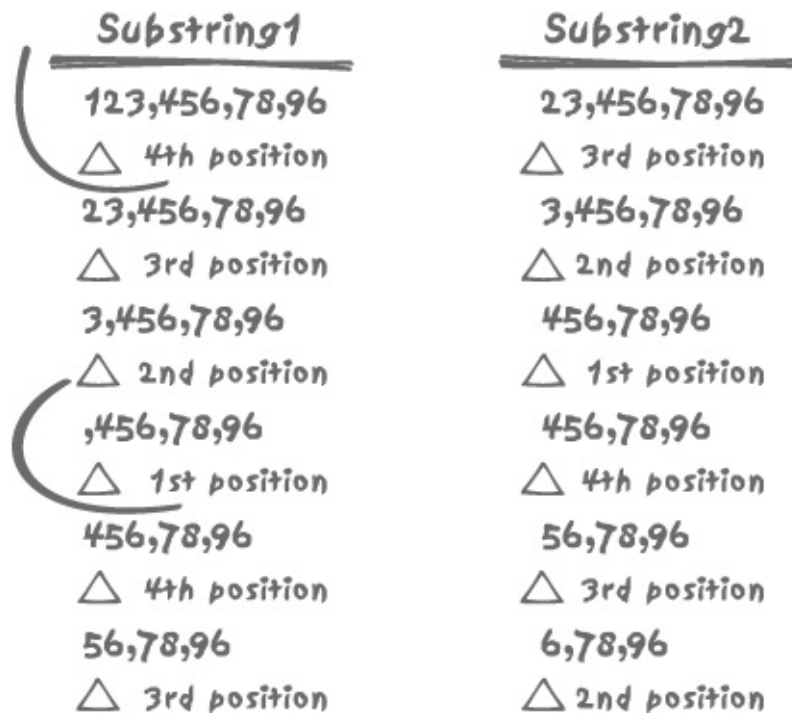 Substring1
123,456,78,96
△ 4th position
23,456,78,96
△ 3rd position
3,456,78,96
△ 2nd position
,456,78,96
△ 1st position
456,78,96
△ 4th position
56,78,96
△ 3rd position
Substring2
23,456,78,96
△ 3rd position
3,456,78,96
△ 2nd position
456,78,96
△ 1st position
456,78,96
△ 4th position
56,78,96
△ 3rd position
6,78,96
△ 2nd position